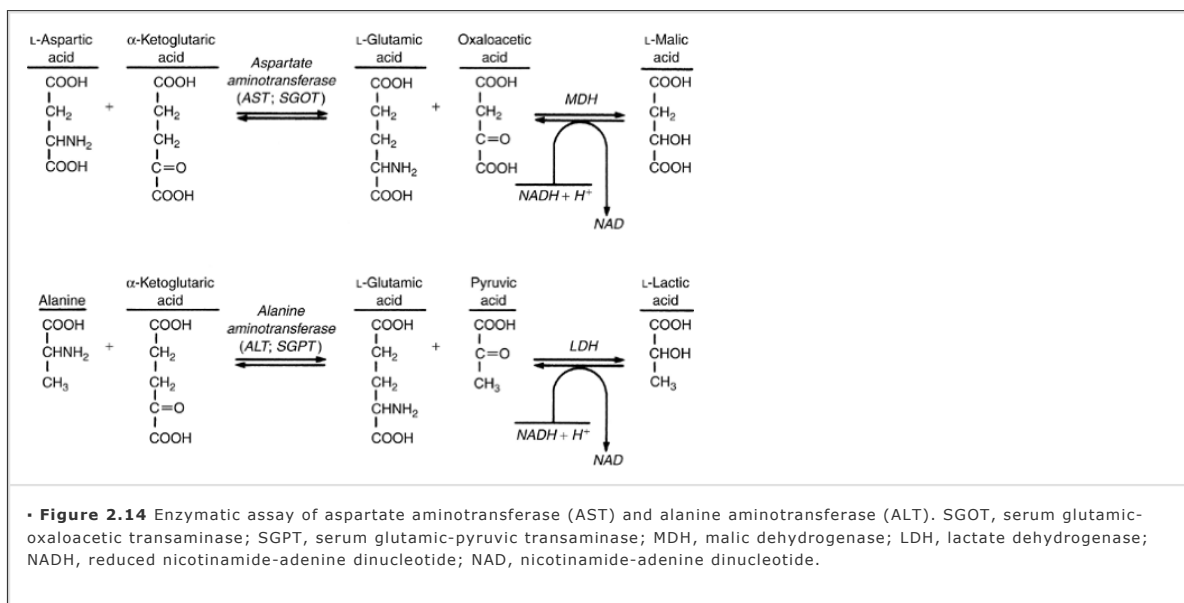 L-Aspartic acid
α-Ketoglutaric acid
Aspartate aminotransferase (AST; SGOT)
L-Glutamic acid
Oxaloacetic acid
MDH
L-Malic acid
COOH
CH₂
CHNH₂
COOH
+
COOH
CH₂
CH₂
C=O
COOH
COOH
CH₂
CH₂
CHNH₂
COOH
+
COOH
CH₂
C=O
COOH
NADH + H⁺
NAD
COOH
CH₂
CHOH
COOH
Alanine
α-Ketoglutaric acid
Alanine aminotransferase (ALT; SGPT)
L-Glutamic acid
Pyruvic acid
LDH
L-Lactic acid
COOH
CHNH₂
CH₃
+
COOH
CH₂
CH₂
C=O
COOH
COOH
CH₂
CH₂
CHNH₂
COOH
+
COOH
C=O
CH₃
NADH + H⁺
NAD
COOH
CHOH
CH₃
▪ Figure 2.14 Enzymatic assay of aspartate aminotransferase (AST) and alanine aminotransferase (ALT). SGOT, serum glutamic-
oxaloacetic transaminase; SGPT, serum glutamic-pyruvic transaminase; MDH, malic dehydrogenase; LDH, lactate dehydrogenase;
NADH, reduced nicotinamide-adenine dinucleotide; NAD, nicotinamide-adenine dinucleotide.